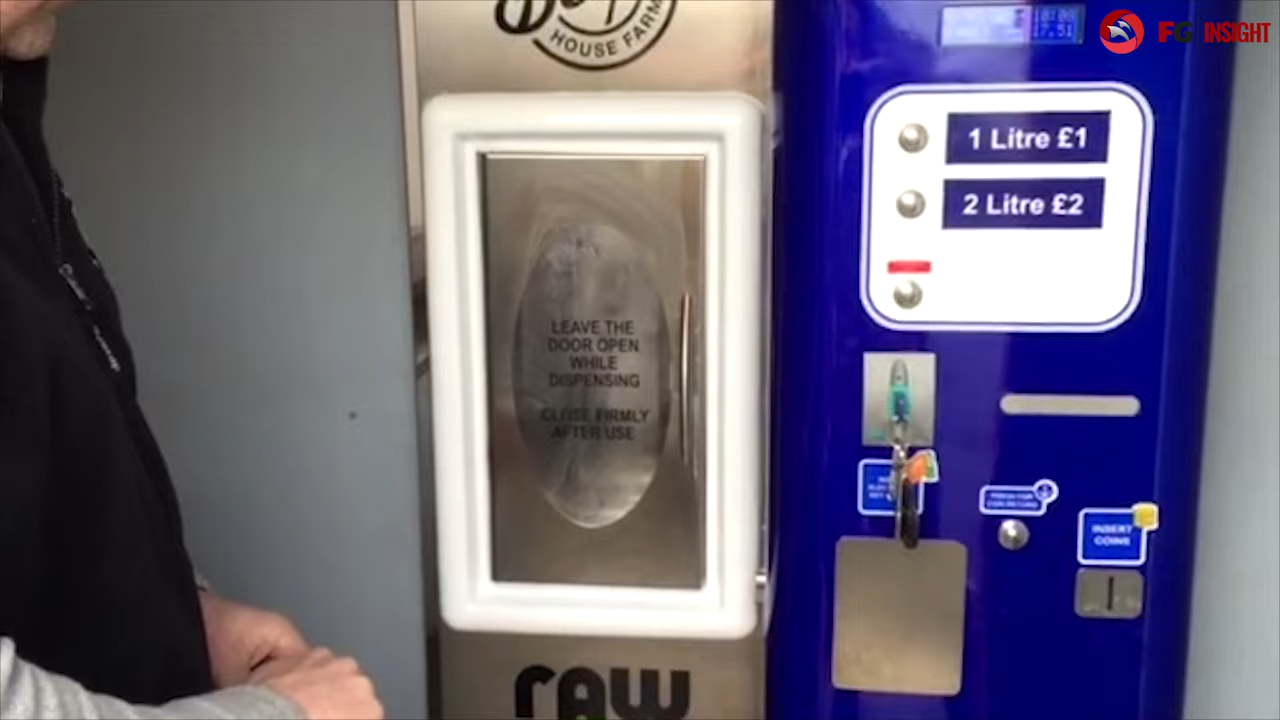 HOUSE FARM
FG INSIGHT
1 Litre £1
2 Litre £2
LEAVE THE
DOOR OPEN
WHILE
DISPENSING
CLOSE FIRMLY
AFTER USE
INSERT
COINS
raw